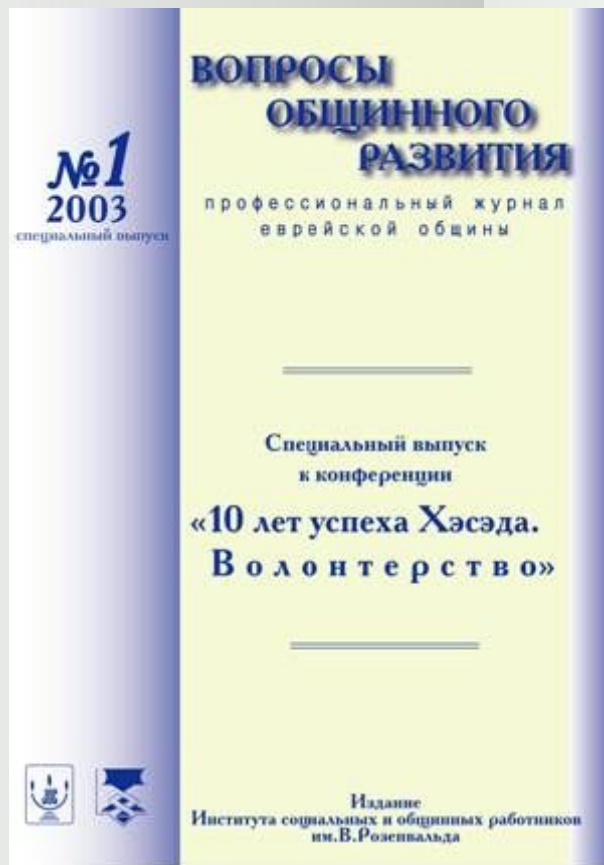 ВОПРОСЫ
ОБЩИННОГО
РАЗВИТИЯ
профессиональный журнал
еврейской общины
№1
2003
специальный выпуск
Специальный выпуск
к конференции
«10 лет успеха Хэсэда.
Волонтерство»
Издание
Института социальных и общинных работников
им.В.Розенвальда